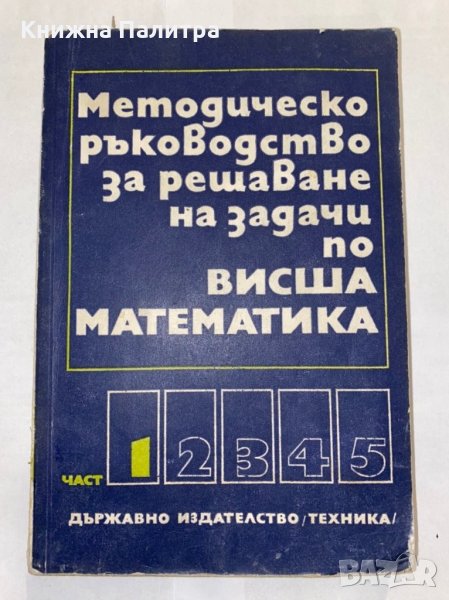 Книжна Палитра
Методическо
ръководство
за решаване
на задачи
по
ВИСША
МАТЕМАТИКА
ЧАСТ 1 2 3 4 5
ДЪРЖАВНО ИЗДАТЕЛСТВО /ТЕХНИКА/
BAZAR